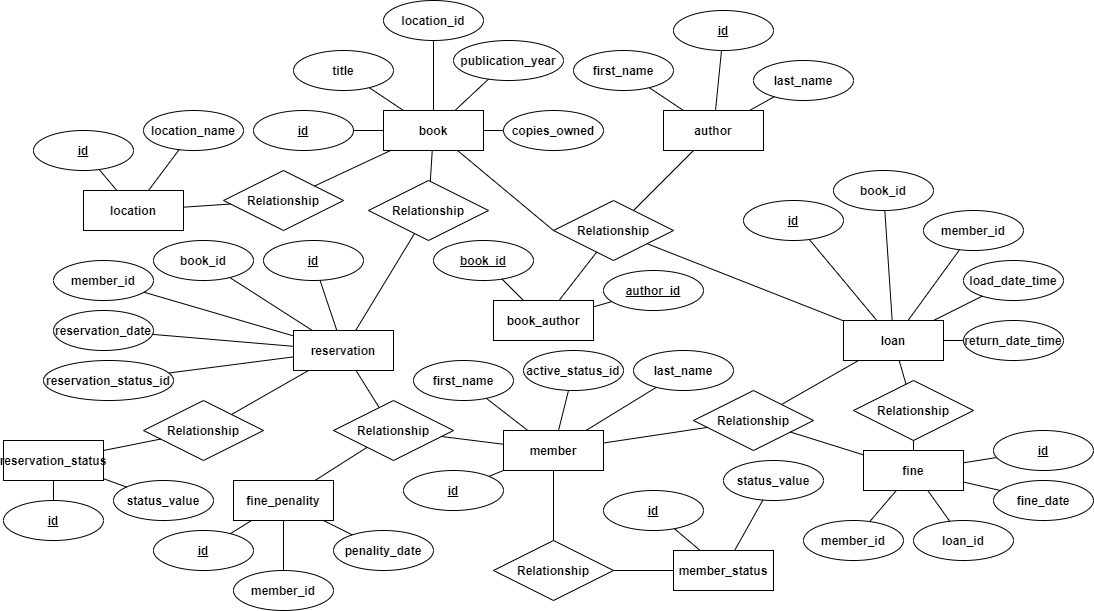 location_id
id
publication_year
title
first_name
last_name
id
book
copies_owned
author
location_name
id
book_id
Relationship
location
Relationship
id
member_id
Relationship
book_id
id
book_id
member_id
load_date_time
author_id
reservation_date
book_author
loan
return_date_time
reservation
active_status_id
last_name
reservation_status_id
first_name
Relationship
Relationship
Relationship
Relationship
member
id
reservation_status
fine
status_value
id
fine_penality
status_value
fine_date
id
id
id
penality_date
member_id
loan_id
Relationship
member_status
member_id